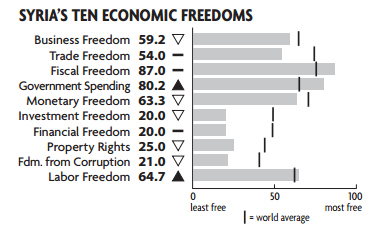 SYRIA'S TEN ECONOMIC FREEDOMS
Business Freedom 59.2
Trade Freedom 54.0
Fiscal Freedom 87.0
Government Spending 80.2
Monetary Freedom 63.3
Investment Freedom 20.0
Financial Freedom 20.0
Property Rights 25.0
Fdm. from Corruption 21.0
Labor Freedom 64.7
0 50 100
least free most free
= world average